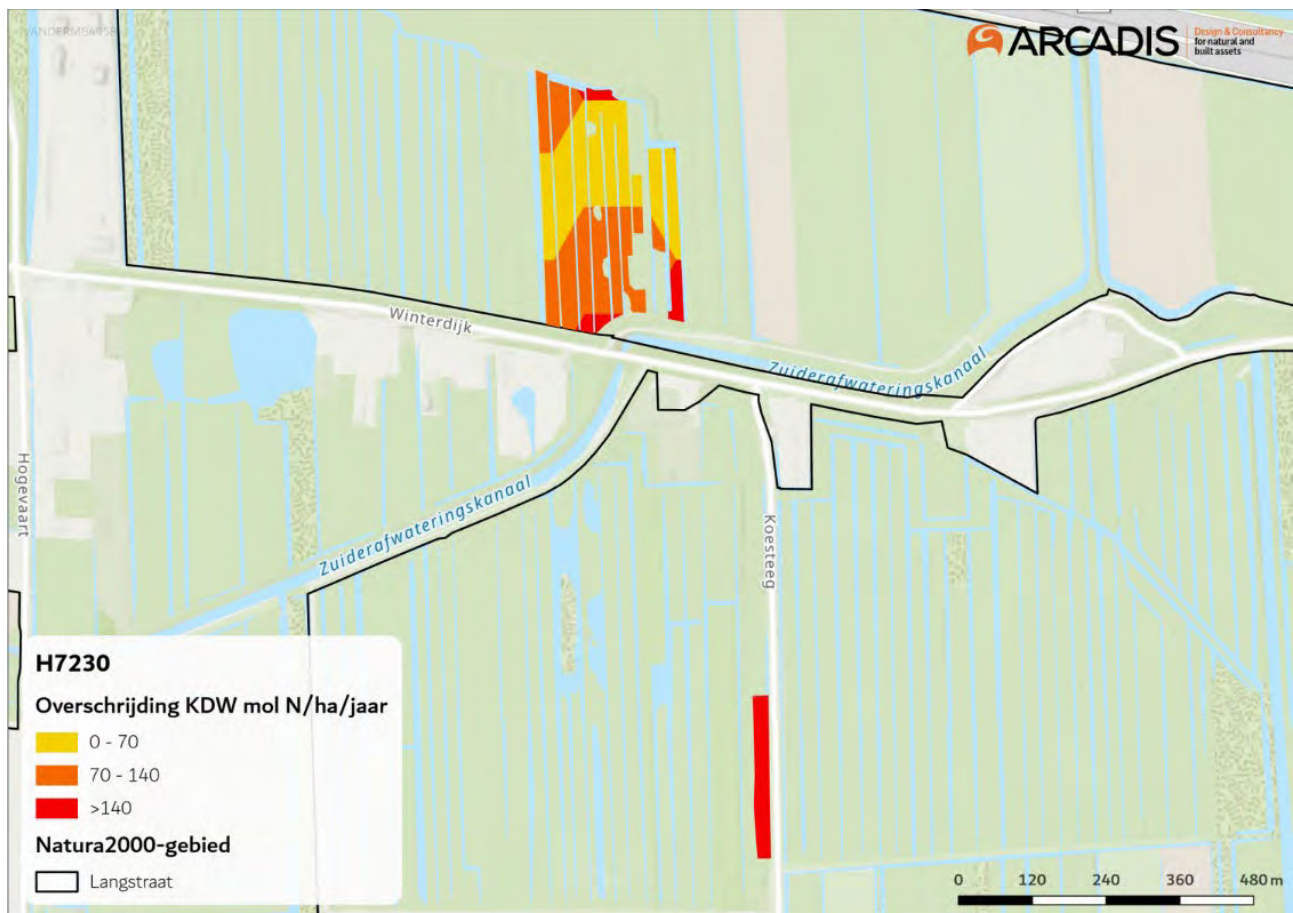 ARCADIS
Design & Consultancy
for natural and
built assets
Winterdijk
Zuiderafwateringskanaal
Hogevaart
Zuiderafwateringskanaal
Koesteeg
H7230
Overschrijding KDW mol N/ha/jaar
0 - 70
70 - 140
>140
Natura2000-gebied
Langstraat
0 120 240 360 480 m